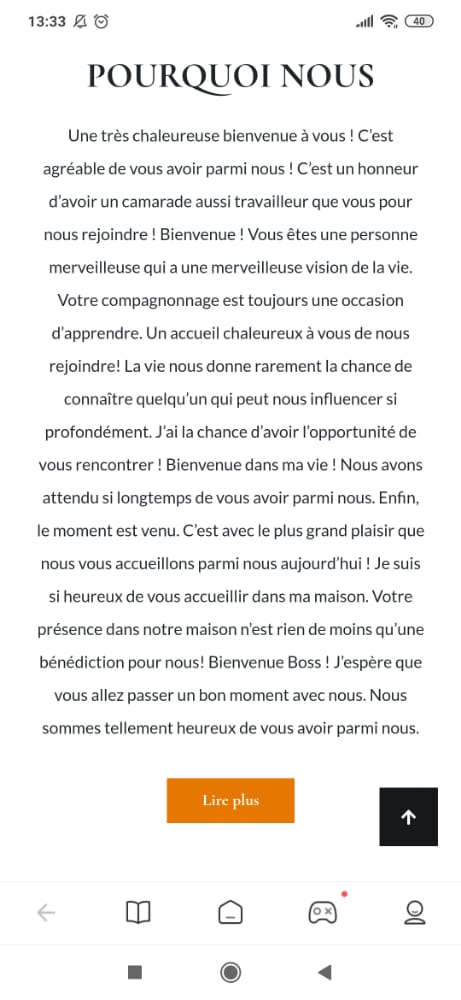 13:33
40
POURQUOI NOUS
Une très chaleureuse bienvenue à vous ! C'est
agréable de vous avoir parmi nous ! C'est un honneur
d'avoir un camarade aussi travailleur que vous pour
nous rejoindre ! Bienvenue ! Vous êtes une personne
merveilleuse qui a une merveilleuse vision de la vie.
Votre compagnonnage est toujours une occasion
d'apprendre. Un accueil chaleureux à vous de nous
rejoindre! La vie nous donne rarement la chance de
connaître quelqu'un qui peut nous influencer si
profondément. J'ai la chance d'avoir l'opportunité de
vous rencontrer ! Bienvenue dans ma vie ! Nous avons
attendu si longtemps de vous avoir parmi nous. Enfin,
le moment est venu. C'est avec le plus grand plaisir que
nous vous accueillons parmi nous aujourd'hui ! Je suis
si heureux de vous accueillir dans ma maison. Votre
présence dans notre maison n'est rien de moins qu'une
bénédiction pour nous! Bienvenue Boss ! J'espère que
vous allez passer un bon moment avec nous. Nous
sommes tellement heureux de vous avoir parmi nous.
Lire plus